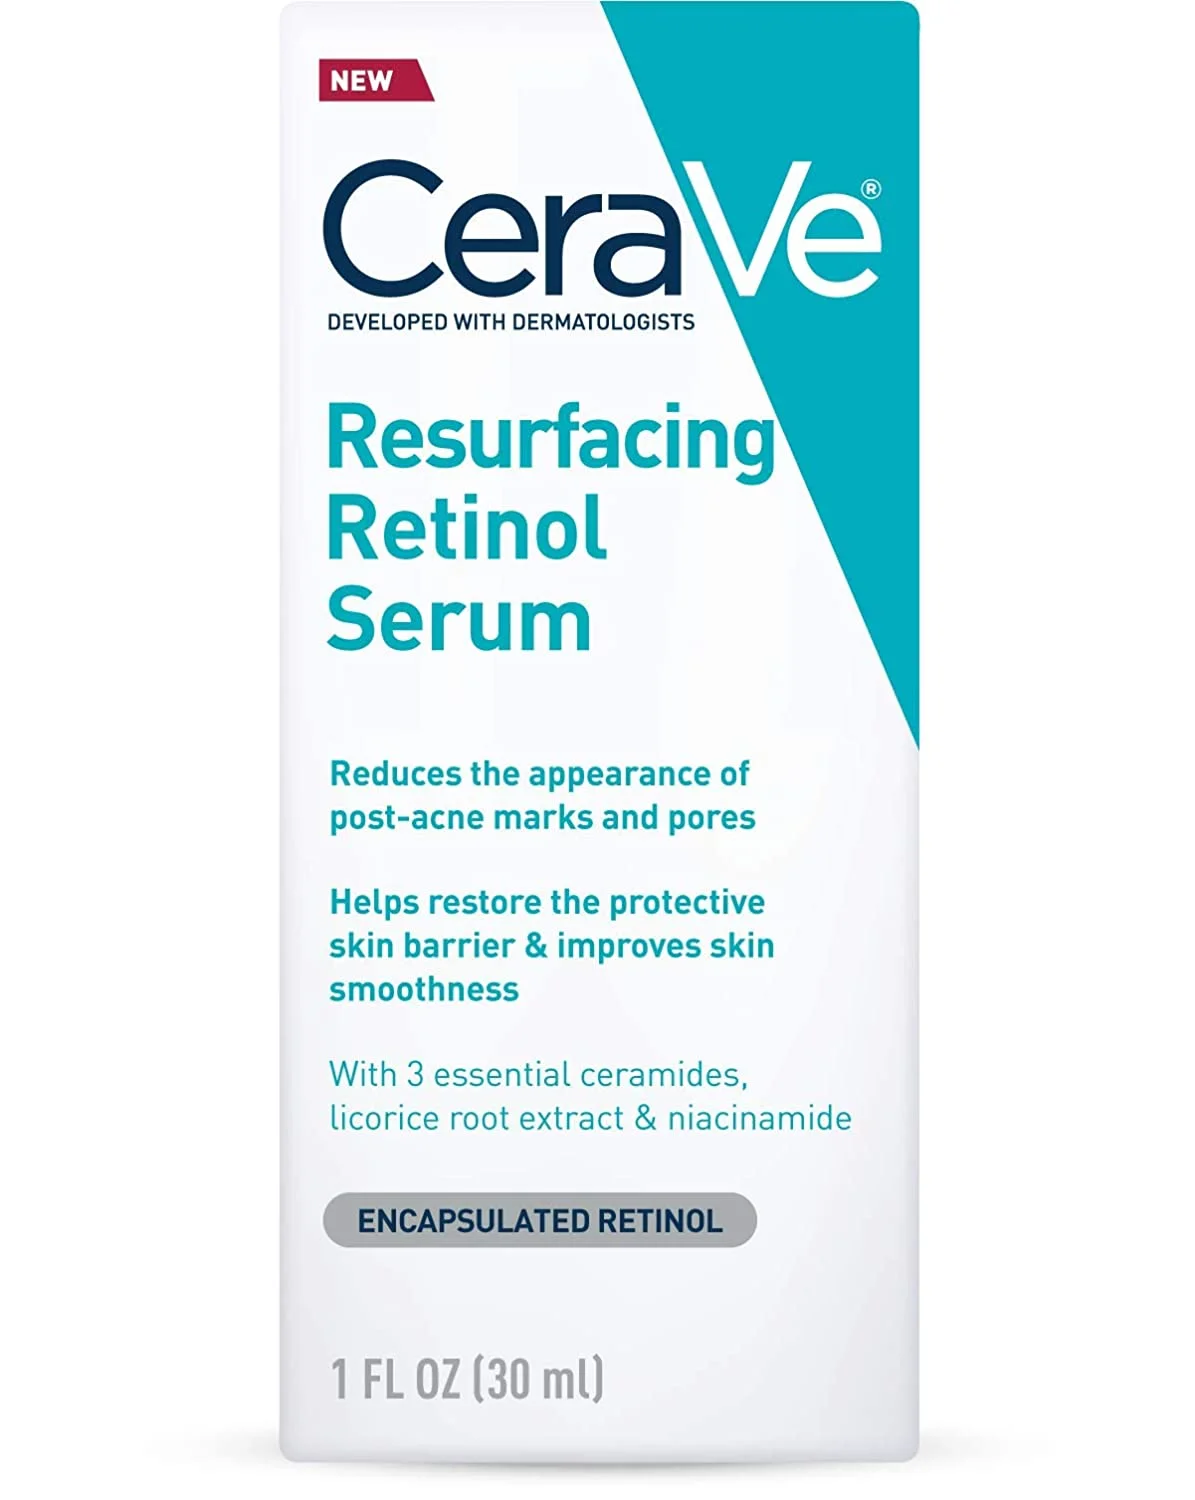 NEW
CeraVe®
DEVELOPED WITH DERMATOLOGISTS
Resurfacing
Retinol
Serum
Reduces the appearance of
post-acne marks and pores
Helps restore the protective
skin barrier & improves skin
smoothness
With 3 essential ceramides,
licorice root extract & niacinamide
ENCAPSULATED RETINOL
1 FL OZ (30 ml)